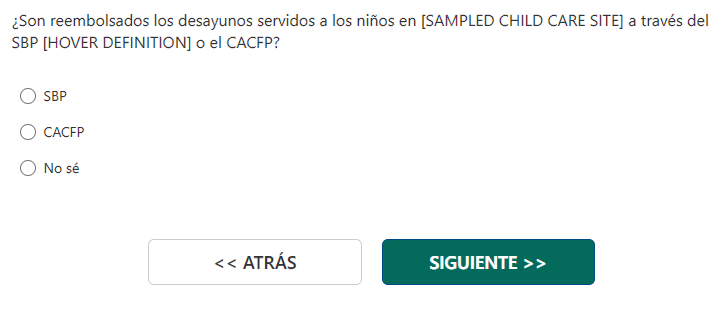 ¿Son reembolsados los desayunos servidos a los niños en [SAMPLED CHILD CARE SITE] a través del
SBP [HOVER DEFINITION] o el CACFP?
SBP
CACFP
No sé
<< ATRÁS
SIGUIENTE >>